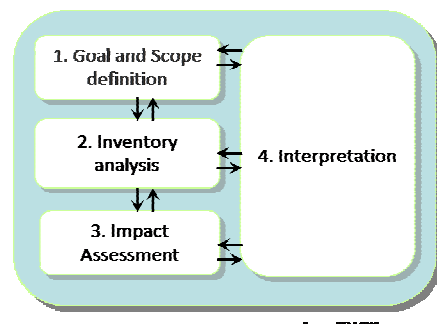 1. Goal and Scope
definition
2. Inventory
analysis
3. Impact
Assessment
4. Interpretation